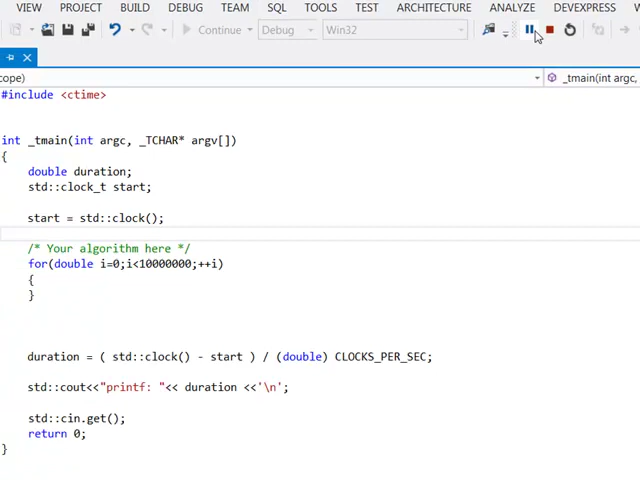 VIEW PROJECT BUILD DEBUG TEAM SQL TOOLS TEST ARCHITECTURE ANALYZE DEVEXPRESS
Continue Debug Win32
cope) _tmain(int argc,
#include <ctime>
int _tmain(int argc, _TCHAR* argv[])
{
double duration;
std::clock_t start;
start = std::clock();
/* Your algorithm here */
for(double i=0;i<10000000;++i)
{
}
duration = ( std::clock() - start ) / (double) CLOCKS_PER_SEC;
std::cout<<"printf: "<< duration <<'\n';
std::cin.get();
return 0;
}